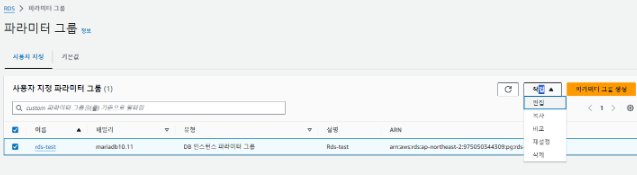 RDS > 파라미터 그룹
파라미터 그룹 정보
사용자 지정 기본값
사용자 지정 파라미터 그룹 (1)
작업 ▲
파라미터 그룹 생성
custom 파라미터 그룹 기준으로 필터링
< 1 >
편집
복사
비교
재설정
삭제
이름 ▲ 패밀리 유형 설명 ARN
rds-test mariadb10.11 DB 인스턴스 파라미터 그룹 Rds-test arn:aws:rds:ap-northeast-2:975050344309:pg:rds-